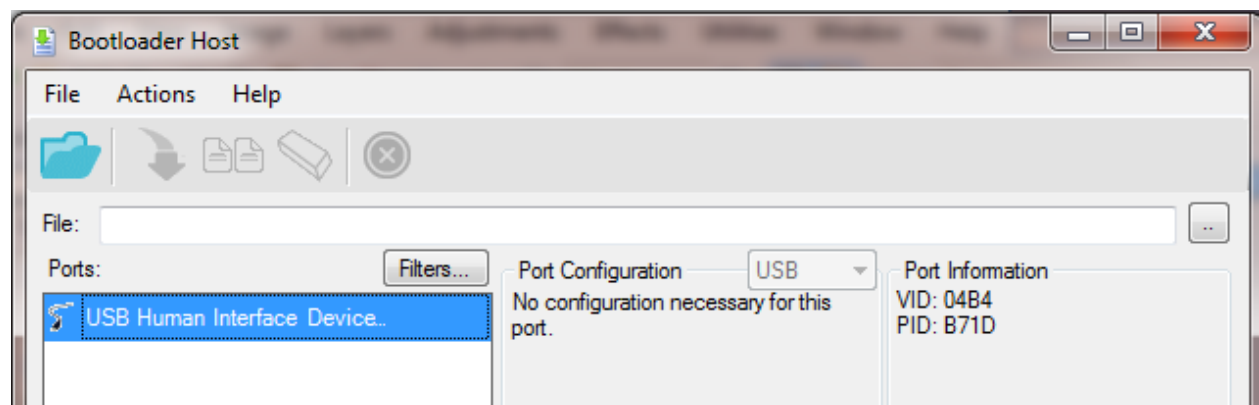 Bootloader Host
File Actions Help
File:
..
Ports:
Filters...
Port Configuration
USB
Port Information
USB Human Interface Device...
No configuration necessary for this
port.
VID: 04B4
PID: B71D